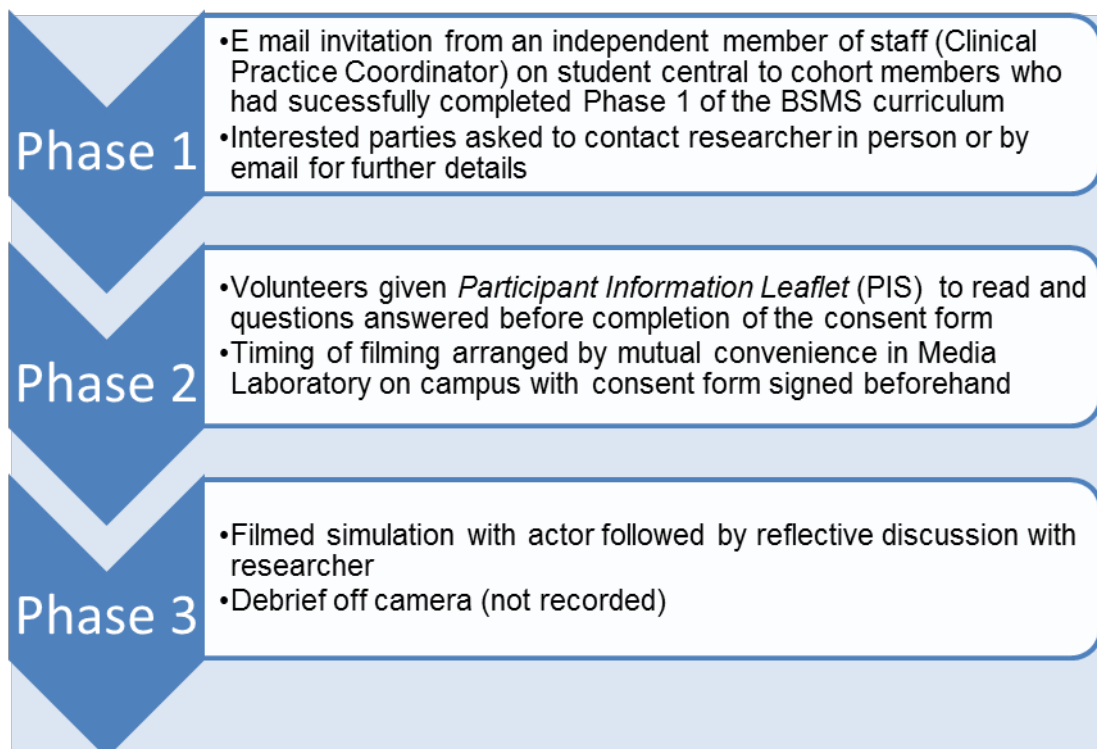 Phase 1
•E mail invitation from an independent member of staff (Clinical
Practice Coordinator) on student central to cohort members who
had sucessfully completed Phase 1 of the BSMS curriculum
•Interested parties asked to contact researcher in person or by
email for further details
Phase 2
•Volunteers given Participant Information Leaflet (PIS) to read and
questions answered before completion of the consent form
•Timing of filming arranged by mutual convenience in Media
Laboratory on campus with consent form signed beforehand
Phase 3
•Filmed simulation with actor followed by reflective discussion with
researcher
•Debrief off camera (not recorded)